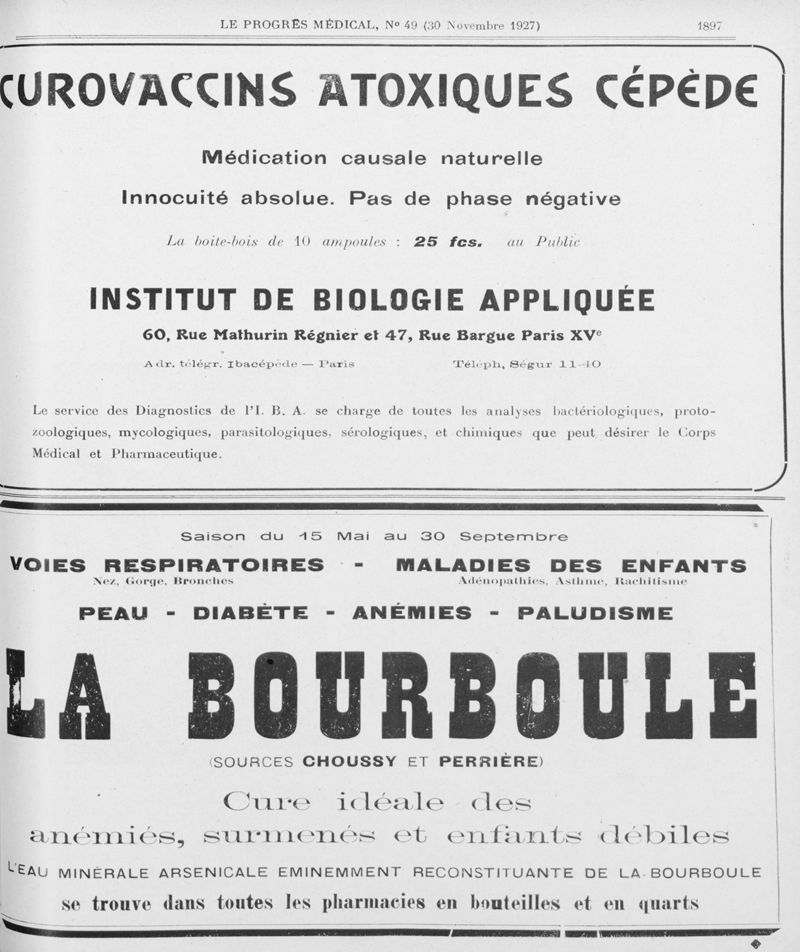 LE PROGRÈS MÉDICAL, Nº 49 (30 Novembre 1927) 1897
CUROVACCINS ATOXIQUES CÉPÈDE
Médication causale naturelle
Innocuité absolue. Pas de phase négative
La boite-bois de 10 ampoules : 25 fcs. au Public
INSTITUT DE BIOLOGIE APPLIQUÉE
60, Rue Mathurin Régnier et 47, Rue Bargue Paris XVe
Adr. télégr. Ibacépède — Paris Téléph, Ségur 11-40
Le service des Diagnostics de l'I. B. A. se charge de toutes les analyses bactériologiques, proto-
zoologiques, mycologiques, parasitologiques, sérologiques, et chimiques que peut désirer le Corps
Médical et Pharmaceutique.
Saison du 15 Mai au 30 Septembre
VOIES RESPIRATOIRES - MALADIES DES ENFANTS
Nez, Gorge, Bronches Adénopathies, Asthme, Rachitisme
PEAU - DIABÈTE - ANÉMIES - PALUDISME
LA BOURBOULE
(SOURCES CHOUSSY ET PERRIÈRE)
Cure idéale des
anémiés, surmenés et enfants débiles
L'EAU MINÉRALE ARSENICALE EMINEMMENT RECONSTITUANTE DE LA BOURBOULE
se trouve dans toutes les pharmacies en bouteilles et en quarts